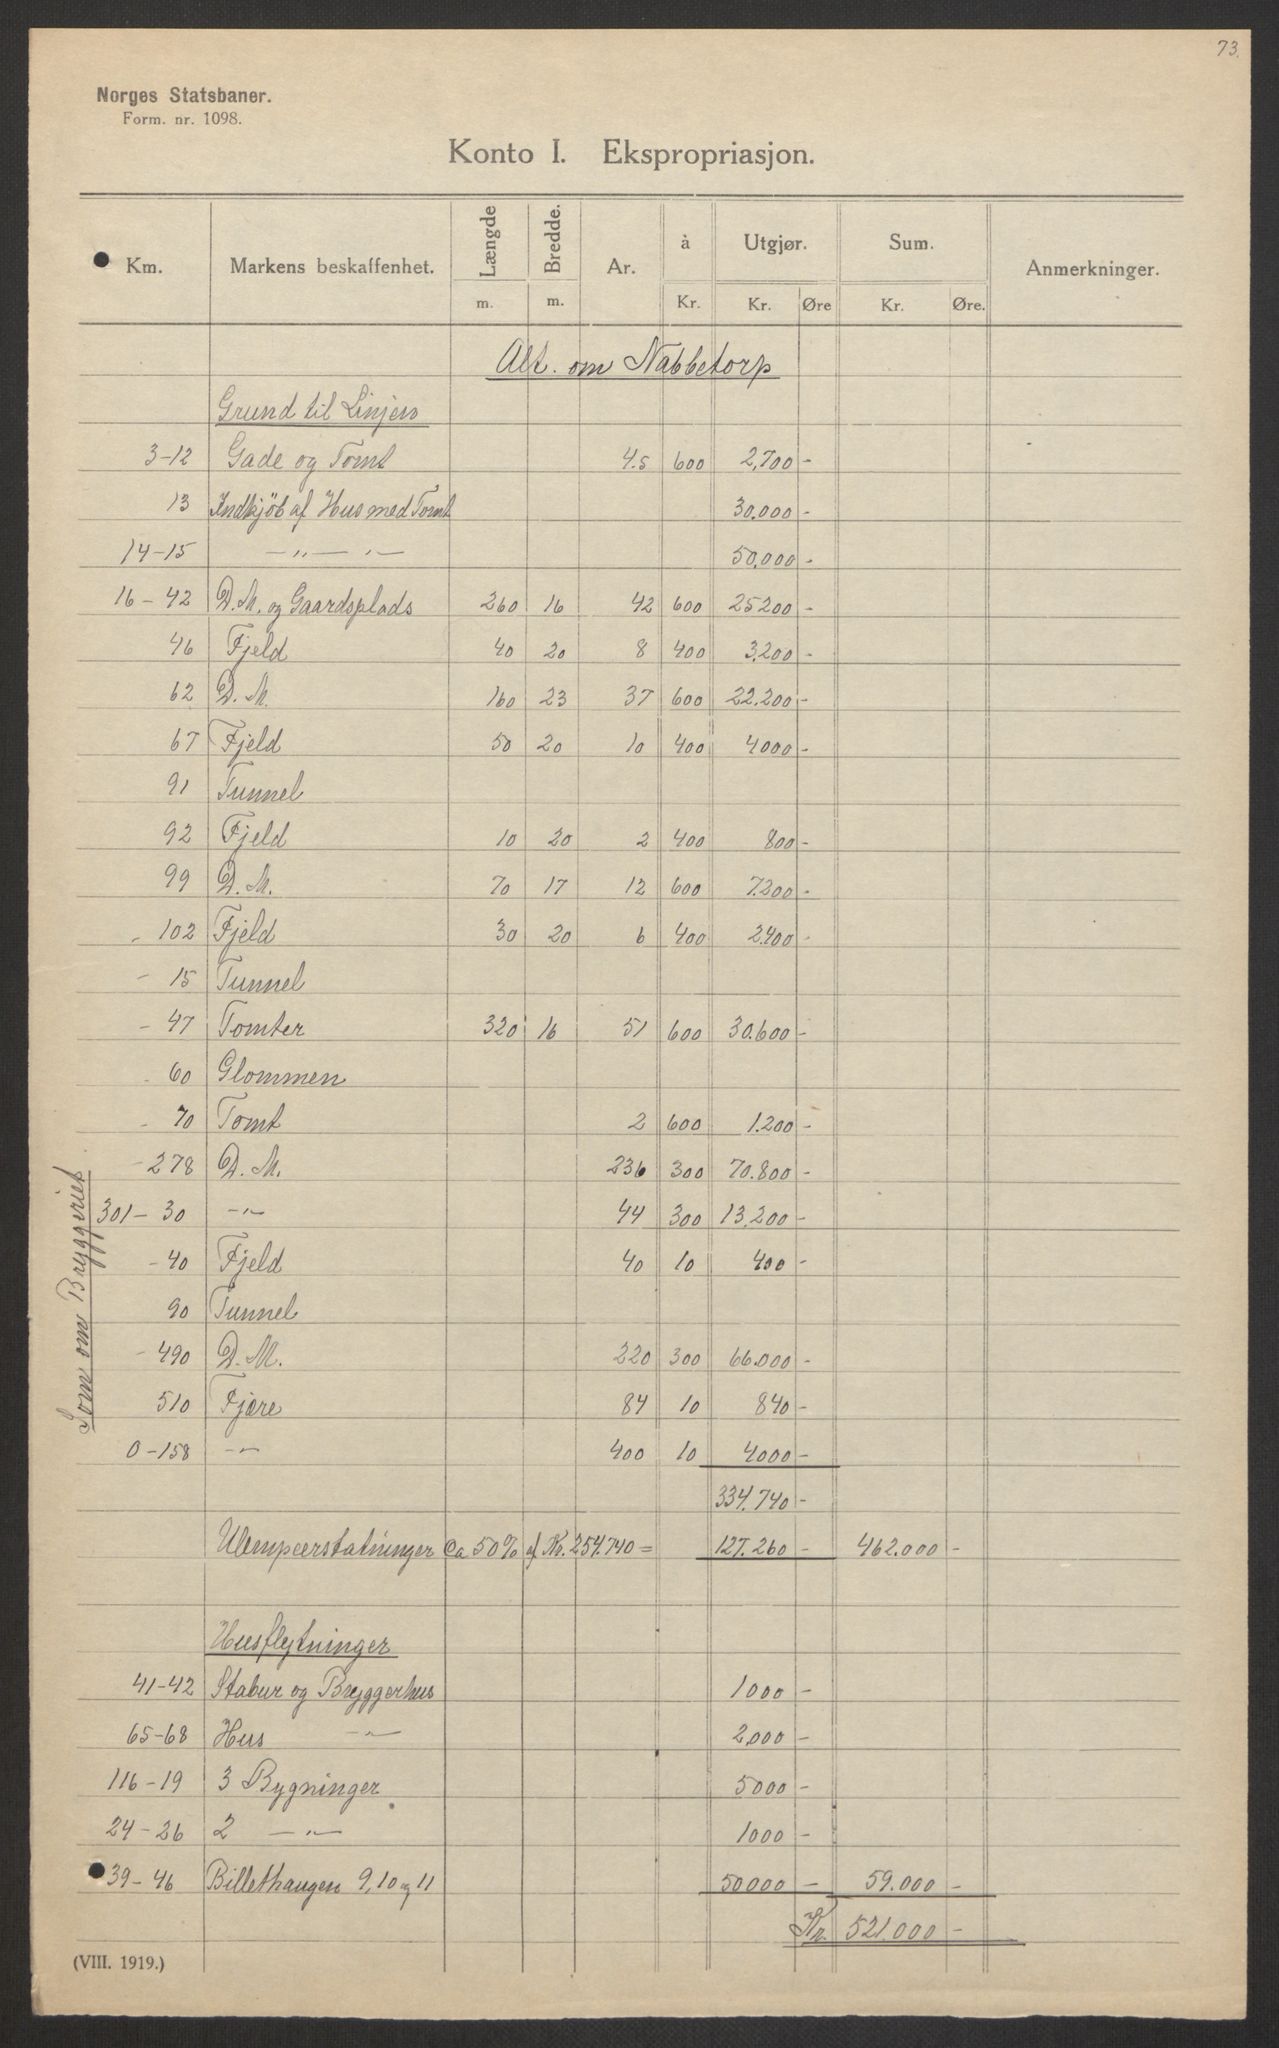 73.
Norges Statsbaner.
Form. nr. 1098.
Konto I. Ekspropriasjon.
Km. Markens beskaffenhet. Længde m. Bredde. m. Ar. à Kr. Utgjør. Kr. Øre Sum. Kr. Øre. Anmerkninger.
Alt. om Nabbetorp
Grund til Linjen
3-12 Gade og Tomt 4.5 600 2,700 -
13 Indkjöb af Hus med Tomt 30.000 -
14-15 - " - " - 50,000 -
16-42 D.M. og Gaardsplads 260 16 42 600 25200 -
46 Fjeld 40 20 8 400 3,200 -
62 D.M. 160 23 37 600 22.200 -
67 Fjeld 50 20 10 400 4000 -
91 Tunnel
92 Fjeld 10 20 2 400 800 -
99 D.M. 70 17 12 600 7.200 -
- 102 Fjeld 30 20 6 400 2.400 -
- 15 Tunnel
- 47 Tomter 320 16 51 600 30.600 -
- 60 Glommen
- 70 Tomt 2 600 1.200 -
- 278 D.M. 236 300 70.800 -
301-30 - " - 44 300 13.200 -
- 40 Fjeld 40 10 400 -
90 Tunnel
- 490 D.M. 220 300 66.000 -
510 Fjære 84 10 840 -
0-158 - " - 400 10 4000 -
Som om Bryggeriet
334.740 -
Ulempeerstatninger ca 50% af Kr. 254.740 = 127.260 - 462.000 -
Husflytninger
41-42 Stabur og Bryggerhus 1000 -
65-68 Hus - " - 2,000 -
116-19 3 Bygninger 5000 -
24-26 2 - " - 1000 -
39-46 Billethaugen 9, 10 og 11 50000 - 59.000 -
Kr. 521.000 -
(VIII. 1919.)